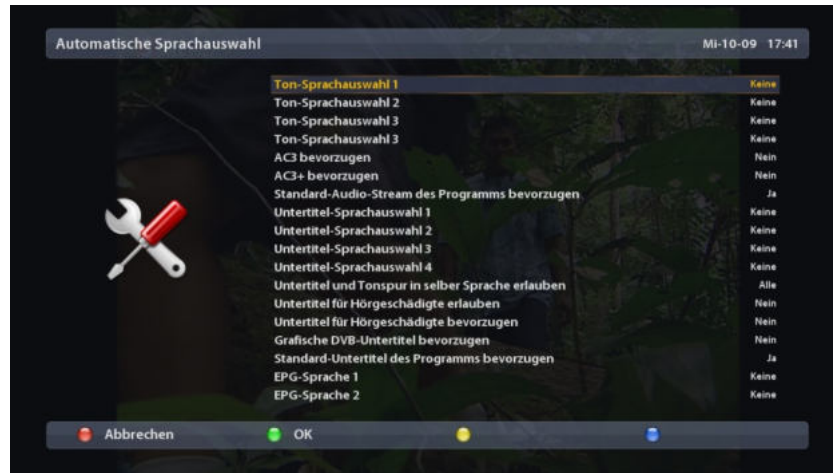 Automatische Sprachauswahl Mi-10-09 17:41
Ton-Sprachauswahl 1 Keine
Ton-Sprachauswahl 2 Keine
Ton-Sprachauswahl 3 Keine
Ton-Sprachauswahl 3 Keine
AC3 bevorzugen Nein
AC3+ bevorzugen Nein
Standard-Audio-Stream des Programms bevorzugen Ja
Untertitel-Sprachauswahl 1 Keine
Untertitel-Sprachauswahl 2 Keine
Untertitel-Sprachauswahl 3 Keine
Untertitel-Sprachauswahl 4 Keine
Untertitel und Tonspur in selber Sprache erlauben Alle
Untertitel für Hörgeschädigte erlauben Nein
Untertitel für Hörgeschädigte bevorzugen Nein
Grafische DVB-Untertitel bevorzugen Nein
Standard-Untertitel des Programms bevorzugen Ja
EPG-Sprache 1 Keine
EPG-Sprache 2 Keine
Abbrechen OK